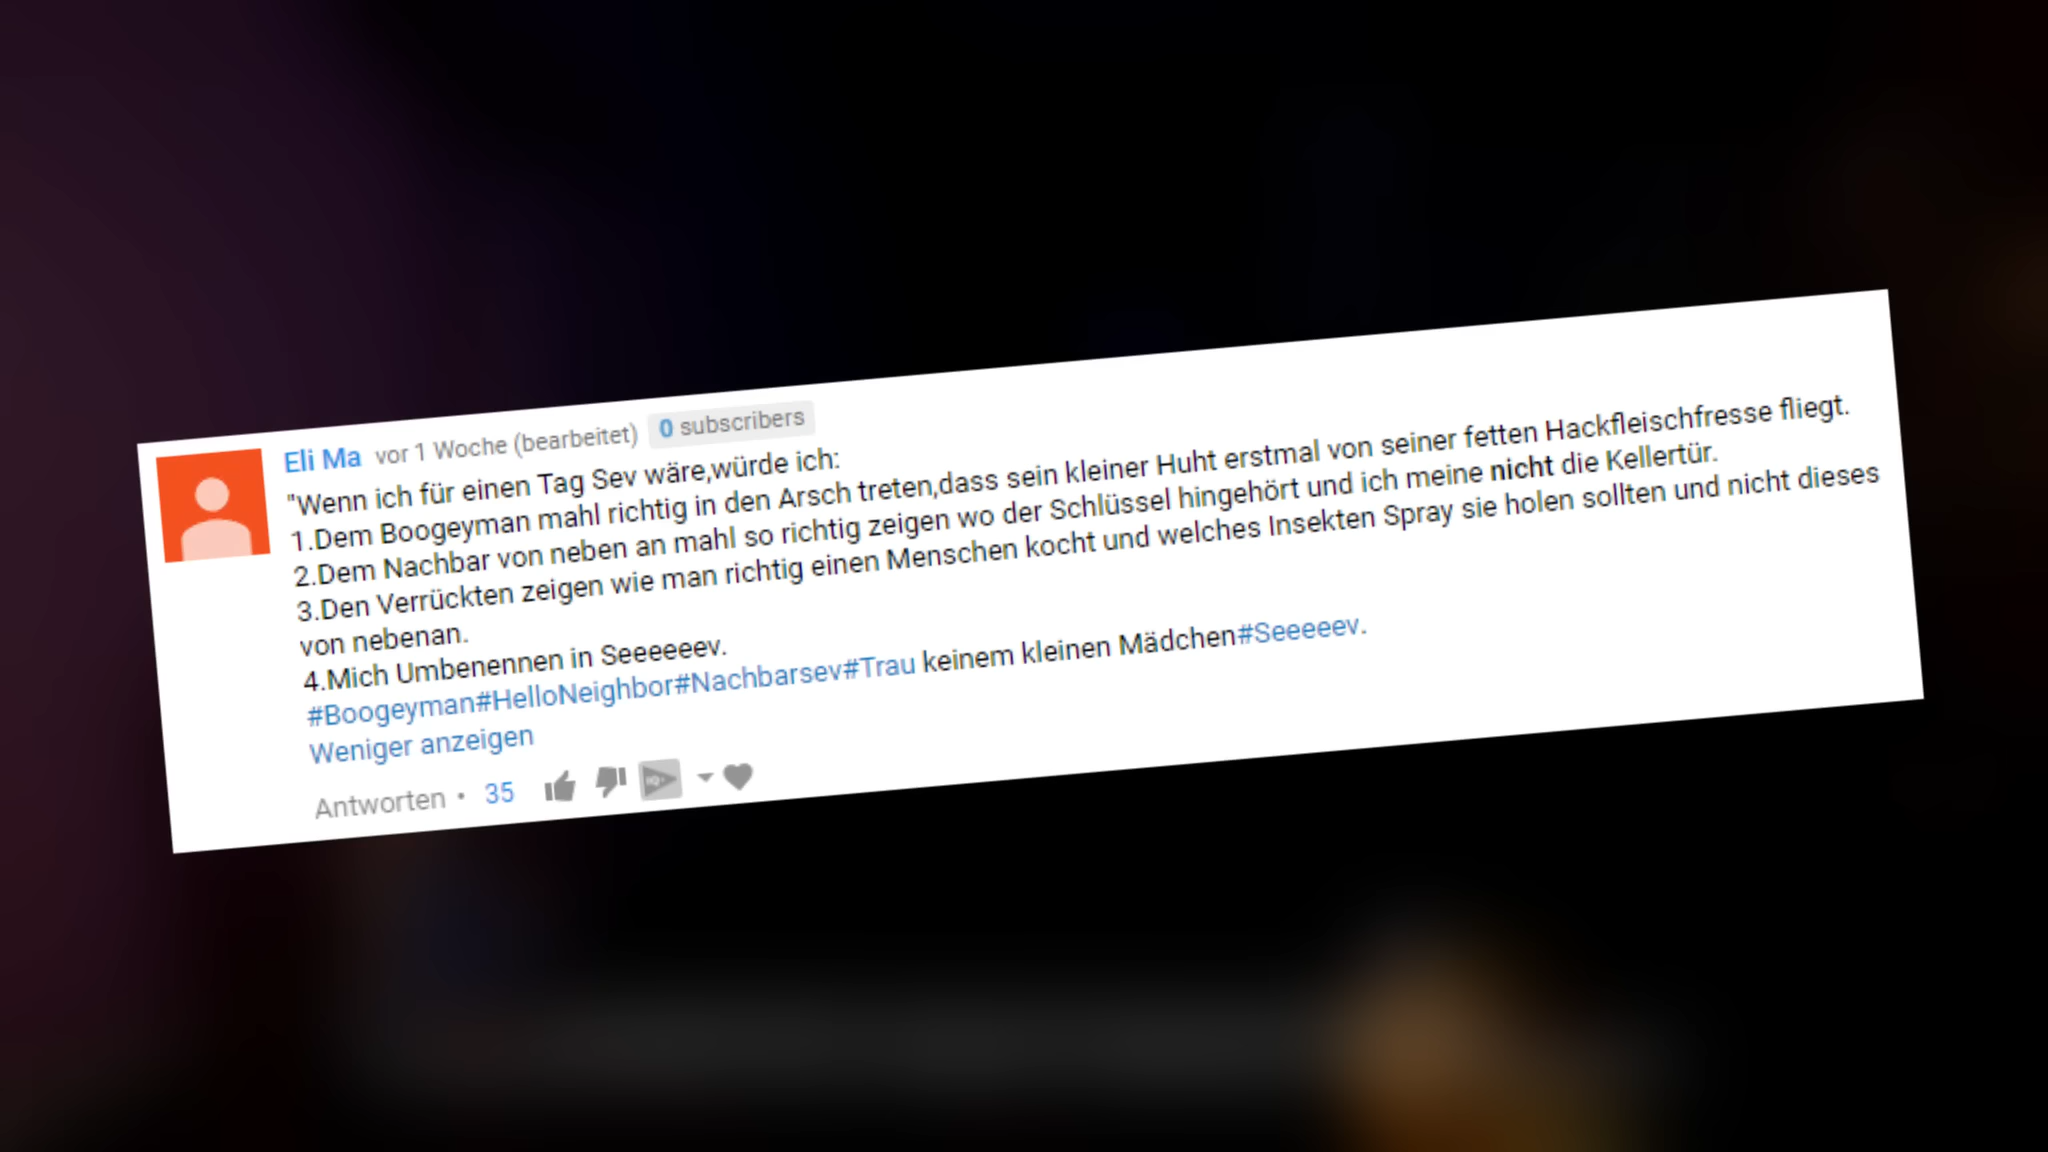 Eli Ma vor 1 Woche (bearbeitet) 0 subscribers
"Wenn ich für einen Tag Sev wäre,würde ich:
1.Dem Boogeyman mahl richtig in den Arsch treten,dass sein kleiner Huht erstmal von seiner fetten Hackfleischfresse fliegt.
2.Dem Nachbar von neben an mahl so richtig zeigen wo der Schlüssel hingehört und ich meine nicht die Kellertür.
3.Den Verrückten zeigen wie man richtig einen Menschen kocht und welches Insekten Spray sie holen sollten und nicht dieses
von nebenan.
4.Mich Umbenennen in Seeeeeev.
#Boogeyman#HelloNeighbor#Nachbarsev#Trau keinem kleinen Mädchen#Seeeeev.
Weniger anzeigen
Antworten • 35